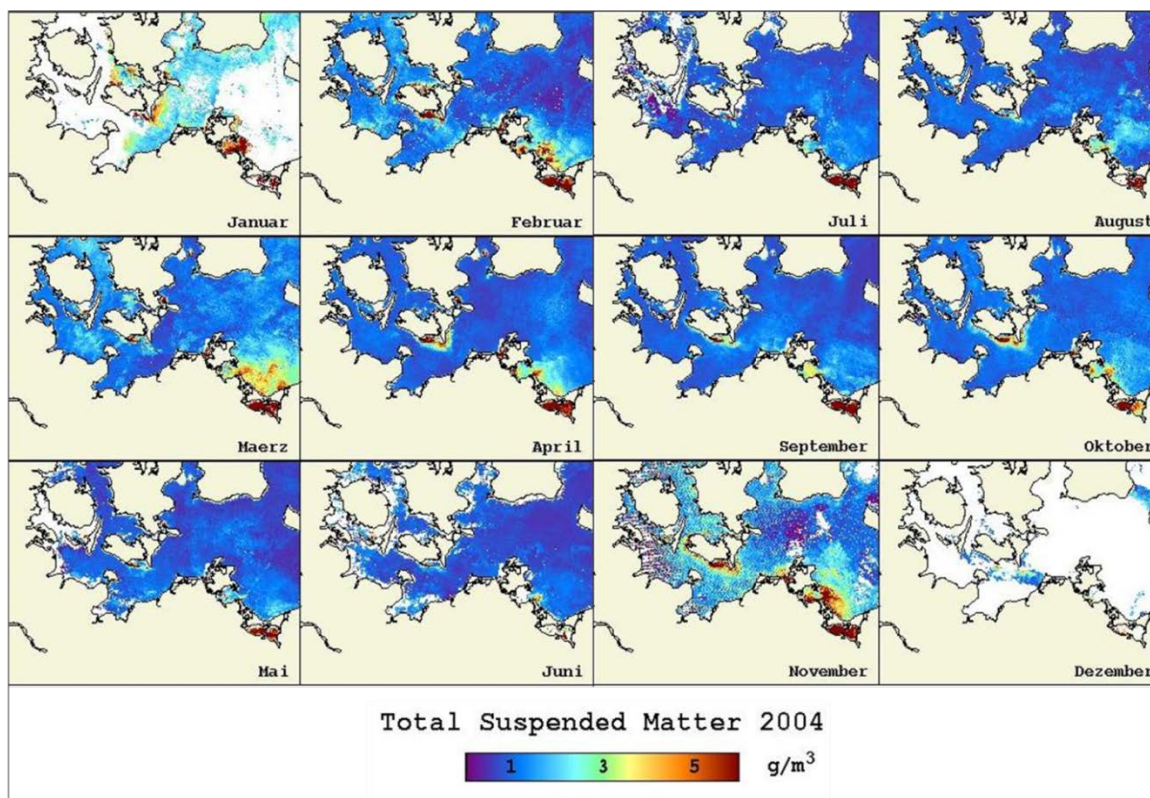 Januar
Februar
Juli
August
Maerz
April
September
Oktober
Mai
Juni
November
Dezember
Total Suspended Matter 2004
1 3 5 g/m³